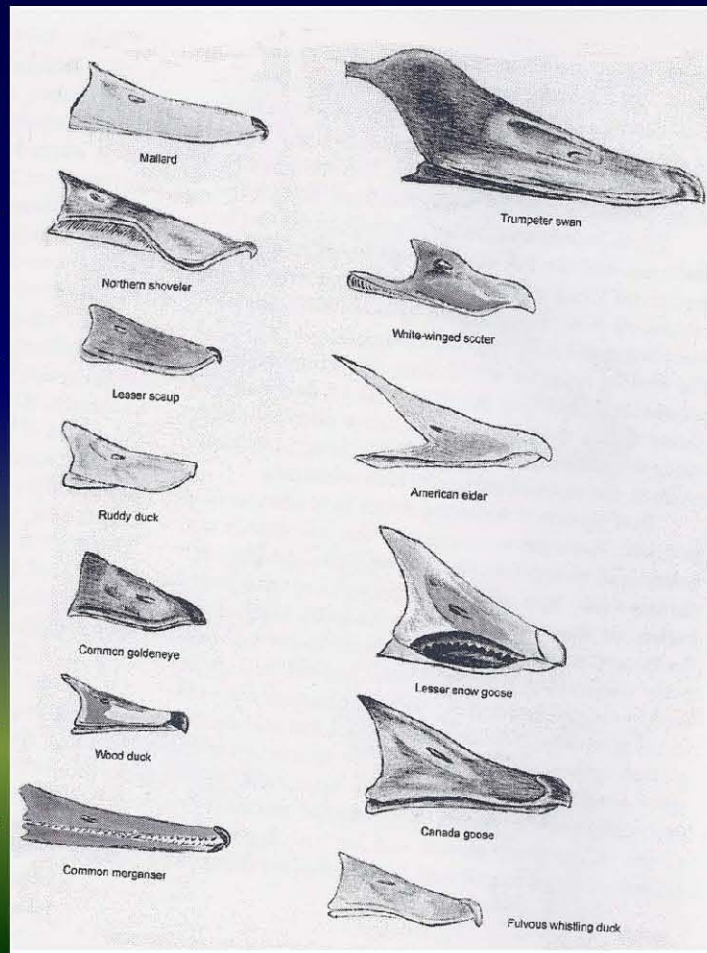 Mallard
Northern shoveler
Lesser scaup
Ruddy duck
Common goldeneye
Wood duck
Common merganser
Trumpeter swan
White-winged scoter
American eider
Lesser snow goose
Canada goose
Fulvous whistling duck